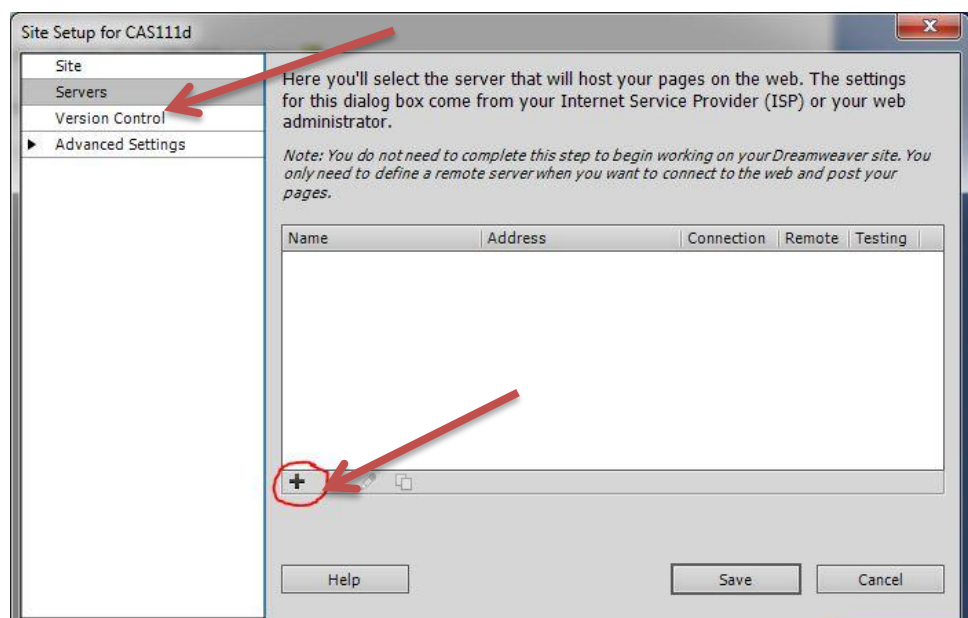 Site Setup for CAS111d
Site
Servers
Version Control
Advanced Settings
Here you'll select the server that will host your pages on the web. The settings
for this dialog box come from your Internet Service Provider (ISP) or your web
administrator.
Note: You do not need to complete this step to begin working on your Dreamweaver site. You
only need to define a remote server when you want to connect to the web and post your
pages.
Name Address Connection Remote Testing
Help Save Cancel